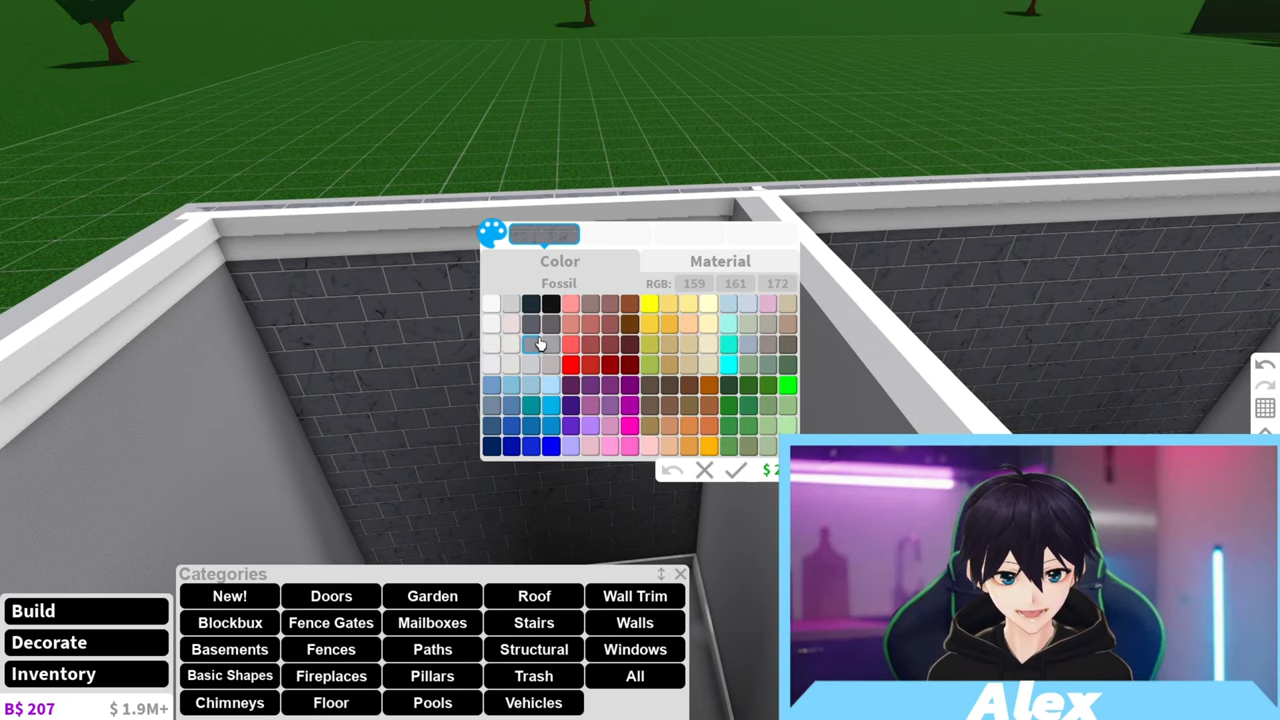 Color
Material
Fossil
RGB: 159 161 172
$ 2
Categories
New! Doors Garden Roof Wall Trim
Blockbux Fence Gates Mailboxes Stairs Walls
Basements Fences Paths Structural Windows
Basic Shapes Fireplaces Pillars Trash All
Chimneys Floor Pools Vehicles
Build
Decorate
Inventory
B$ 207 $ 1.9M+
Alex